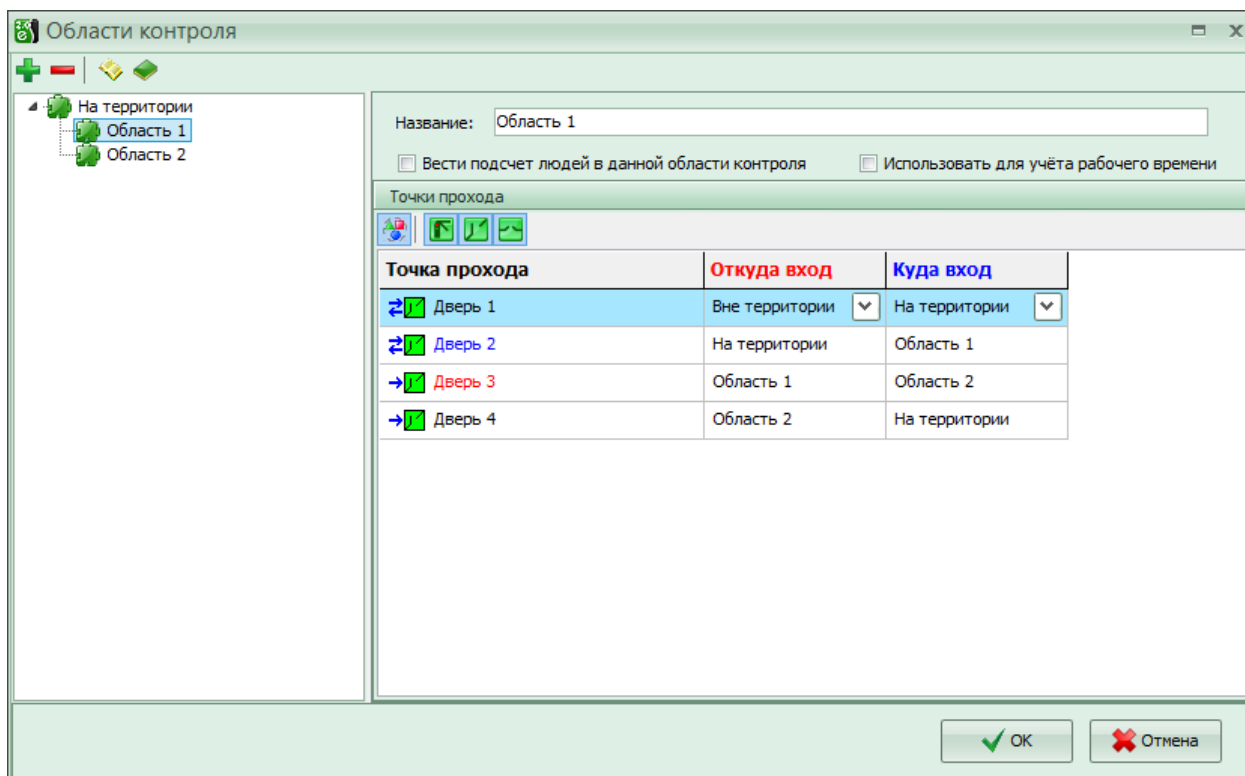 Области контроля
На территории
Область 1
Область 2
Название: Область 1
Вести подсчет людей в данной области контроля Использовать для учёта рабочего времени
Точки прохода
Точка прохода Откуда вход Куда вход
Дверь 1 Вне территории На территории
Дверь 2 На территории Область 1
Дверь 3 Область 1 Область 2
Дверь 4 Область 2 На территории
OK Отмена